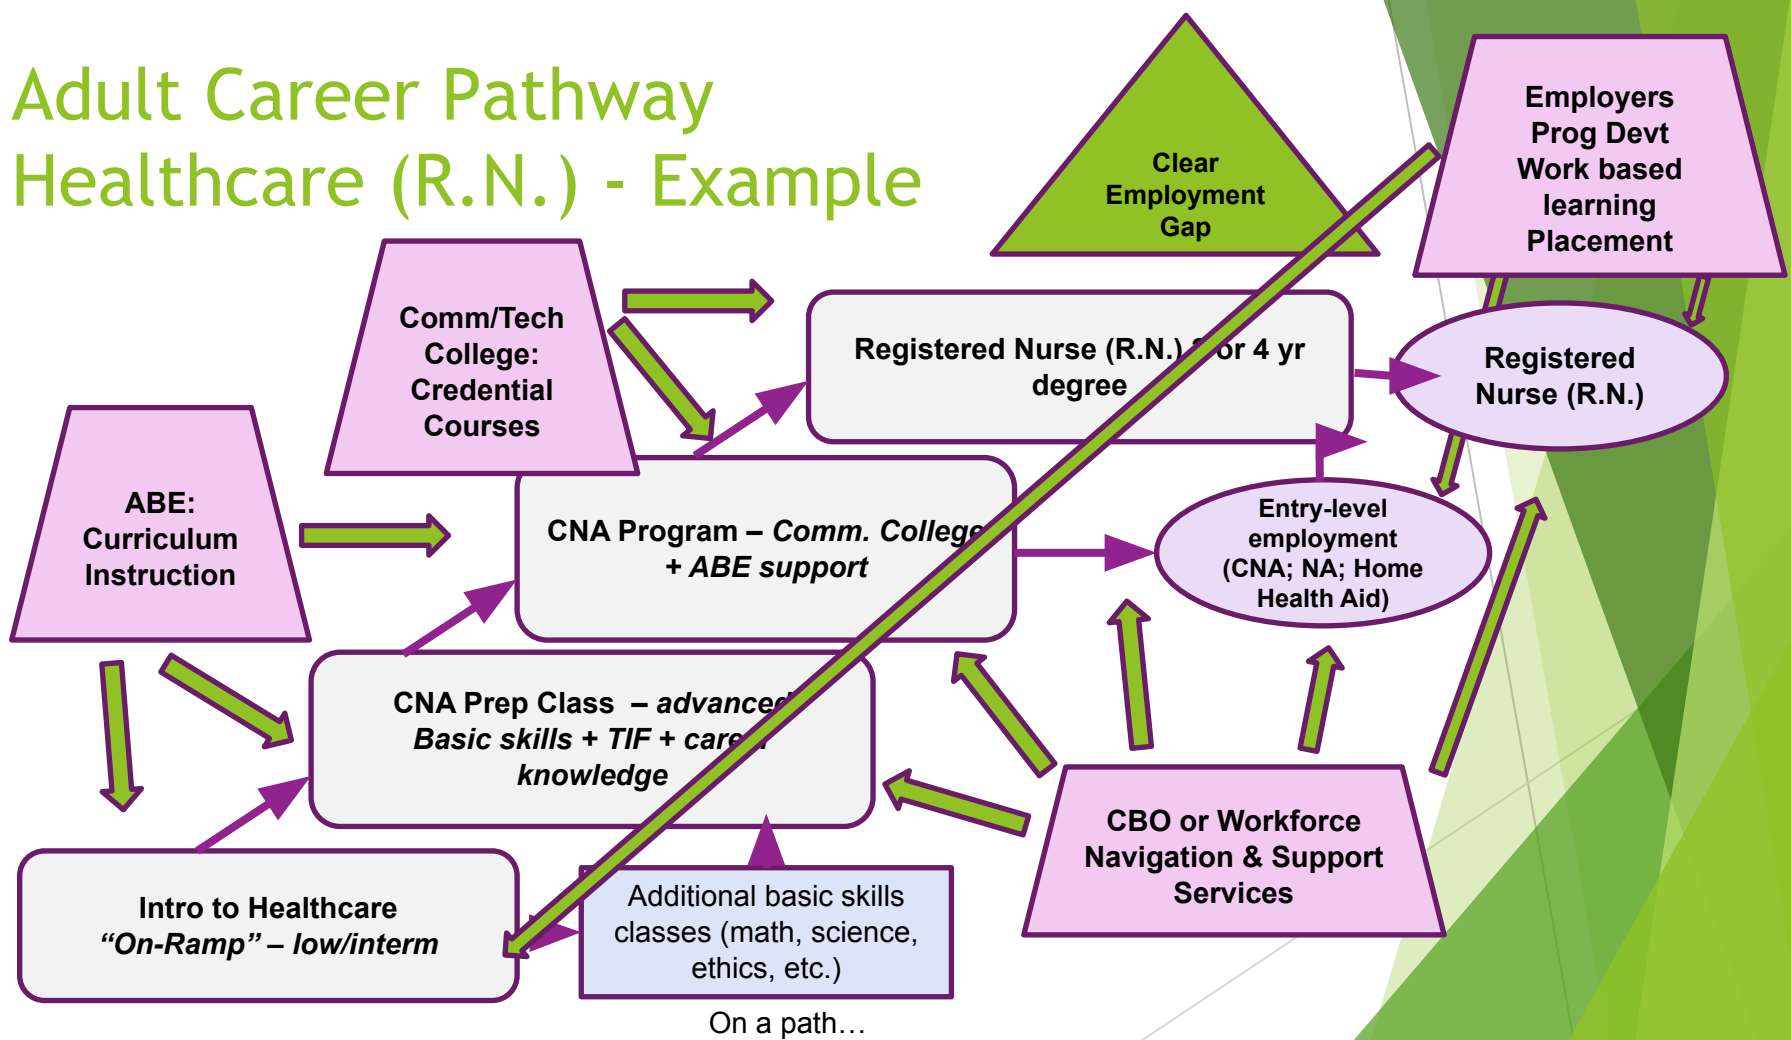 Adult Career Pathway
Healthcare (R.N.) - Example
Clear
Employment
Gap
Employers
Prog Devt
Work based
learning
Placement
Comm/Tech
College:
Credential
Courses
Registered Nurse (R.N.) or 4 yr
degree
Registered
Nurse (R.N.)
ABE:
Curriculum
Instruction
CNA Program – Comm. College
+ ABE support
Entry-level
employment
(CNA; NA; Home
Health Aid)
CNA Prep Class – advanced
Basic skills + TIF + career
knowledge
CBO or Workforce
Navigation & Support
Services
Intro to Healthcare
“On-Ramp” – low/interm
Additional basic skills
classes (math, science,
ethics, etc.)
On a path…